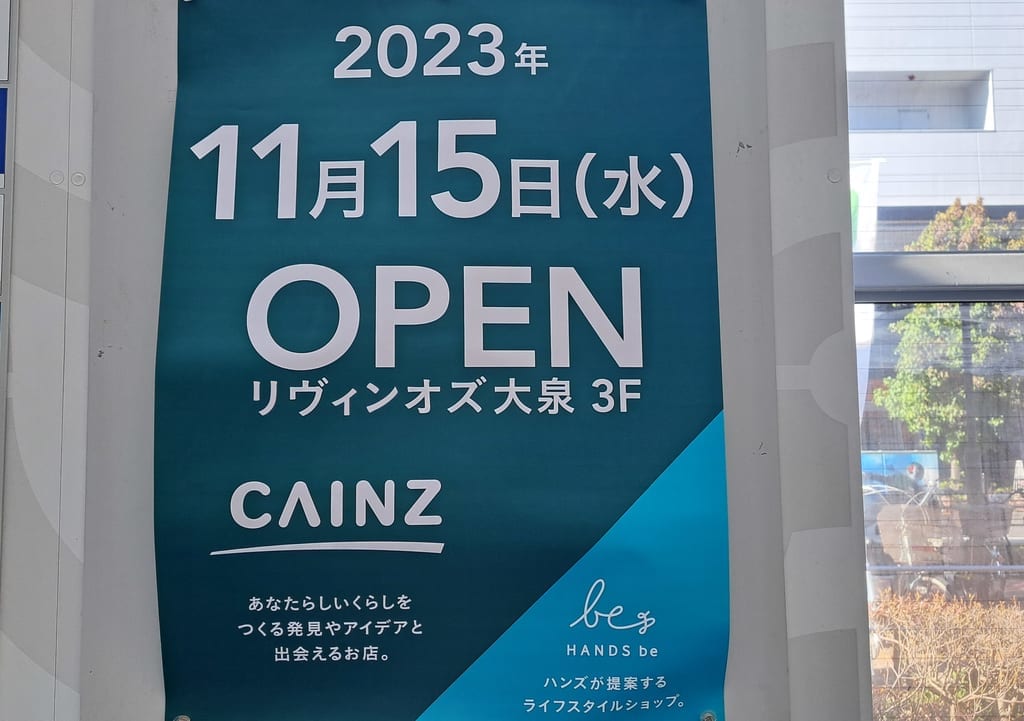 2023年
11月15日(水)
OPEN
リヴィンオズ大泉 3F
CAINZ
あなたらしいくらしを
つくる発見やアイデアと
出会えるお店。
be
HANDS be
ハンズが提案する
ライフスタイルショップ。